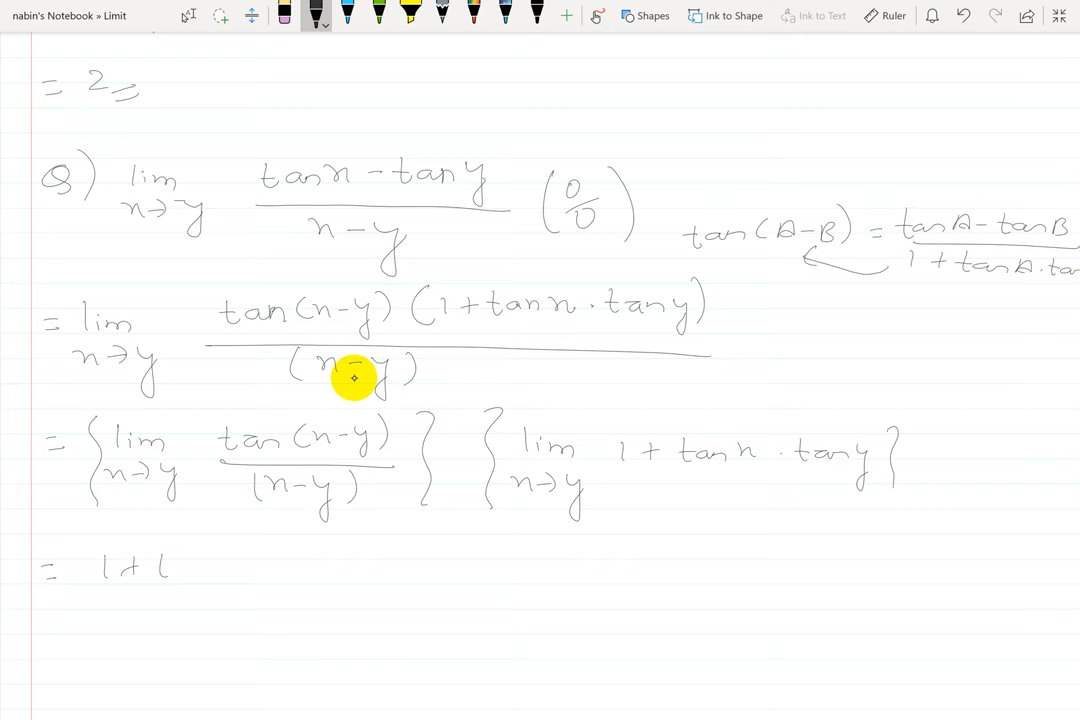 nabin's Notebook » Limit Shapes Ink to Shape Ink to Text Ruler
= 2
Q) lim n→y (tan n - tan y)/(n - y) (0/0)
tan(A-B) = (tanA - tanB)/(1 + tanA.ta
= lim n→y tan(n-y) (1 + tan n . tan y)/(n-y)
= { lim n→y tan(n-y)/(n-y) } { lim n→y 1 + tan n . tan y }
= 1 + 1